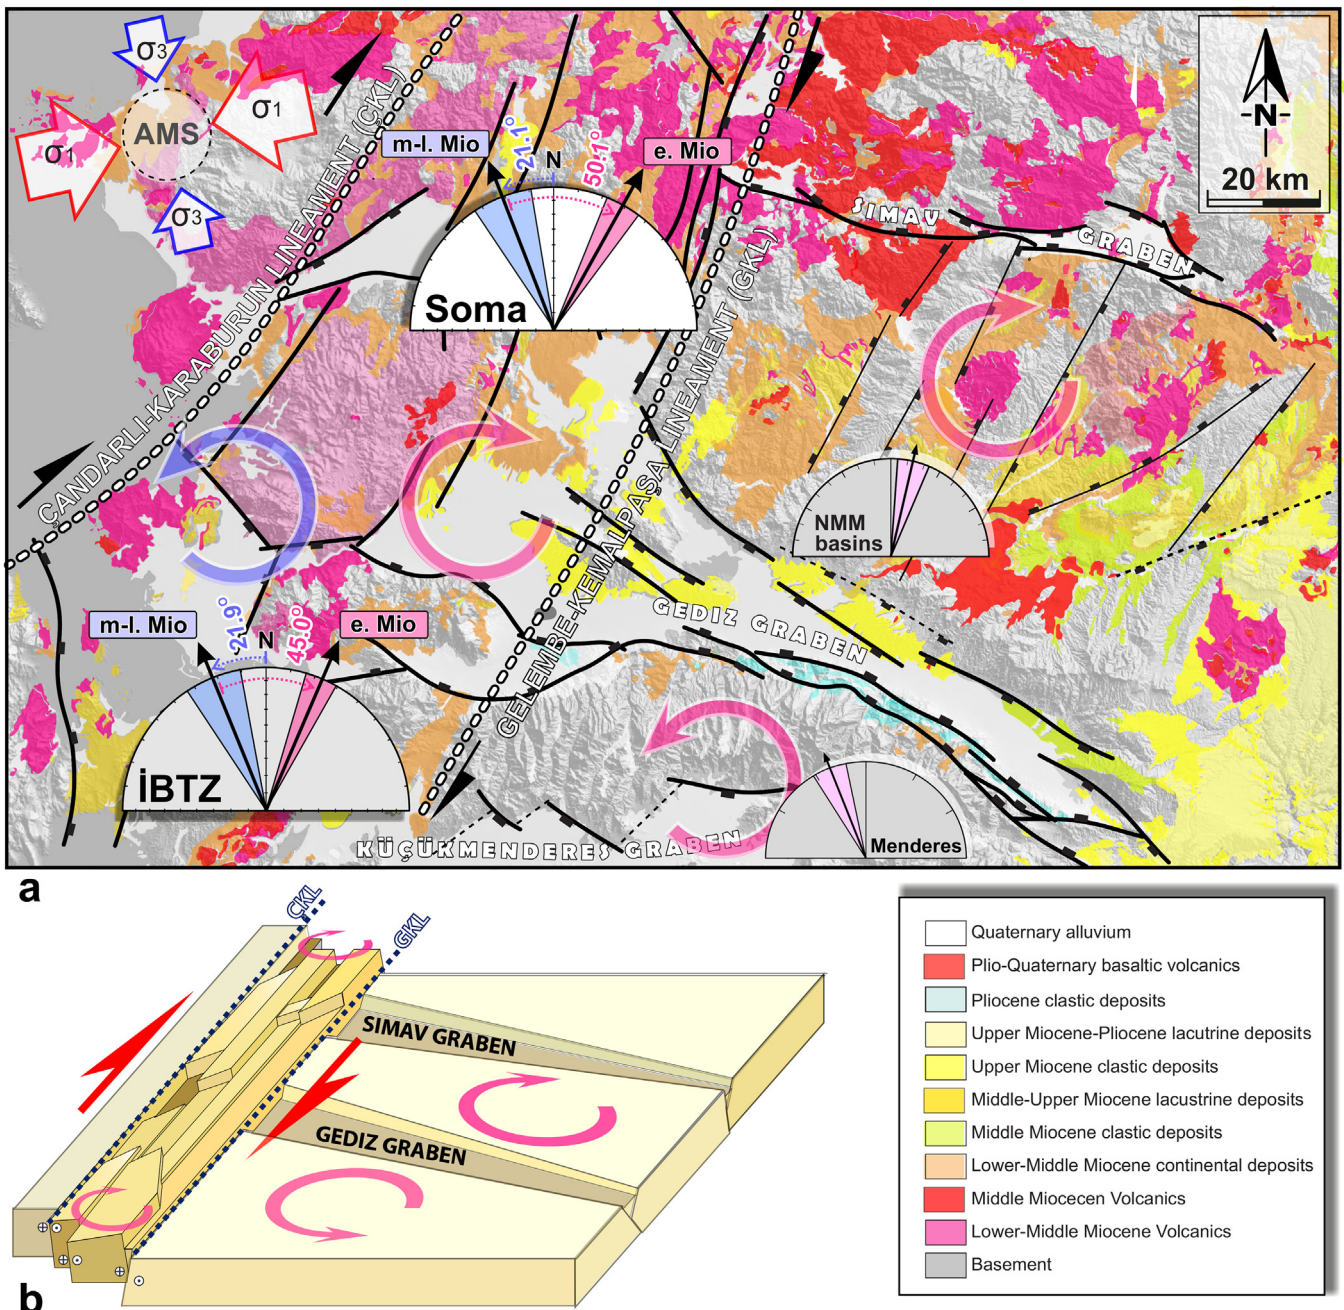 σ3
σ1
AMS
σ1
σ3
ÇANDARLI-KARABURUN LINEAMENT (ÇKL)
m-l. Mio
21.1°
N
50.1°
e. Mio
Soma
GELEMBE-KEMALPAŞA LINEAMENT (GKL)
N
20 km
SIMAV
GRABEN
NMM
basins
GEDIZ GRABEN
m-l. Mio
21.9°
N
45.0°
e. Mio
İBTZ
KÜÇÜKMENDERES GRABEN
Menderes
a
ÇKL
GKL
SIMAV GRABEN
GEDIZ GRABEN
b
Quaternary alluvium
Plio-Quaternary basaltic volcanics
Pliocene clastic deposits
Upper Miocene-Pliocene lacutrine deposits
Upper Miocene clastic deposits
Middle-Upper Miocene lacustrine deposits
Middle Miocene clastic deposits
Lower-Middle Miocene continental deposits
Middle Miocecen Volcanics
Lower-Middle Miocene Volcanics
Basement